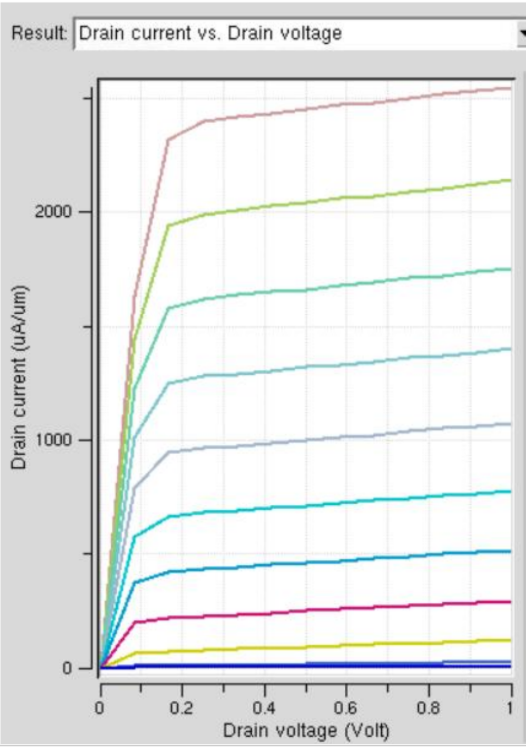 Result: Drain current vs. Drain voltage
2000
1000
0
Drain current (uA/um)
0 0.2 0.4 0.6 0.8 1
Drain voltage (Volt)